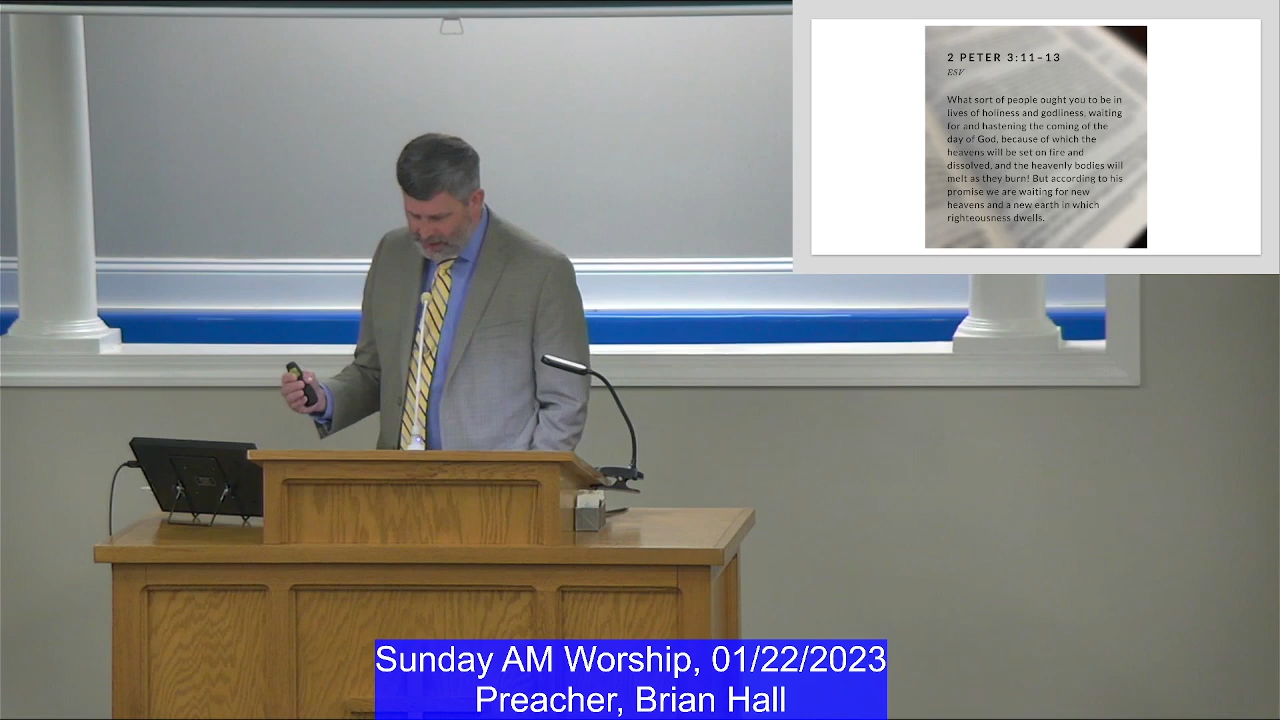 2 PETER 3:11–13
ESV
What sort of people ought you to be in
lives of holiness and godliness, waiting
for and hastening the coming of the
day of God, because of which the
heavens will be set on fire and
dissolved, and the heavenly bodies will
melt as they burn! But according to his
promise we are waiting for new
heavens and a new earth in which
righteousness dwells.
Sunday AM Worship, 01/22/2023
Preacher, Brian Hall